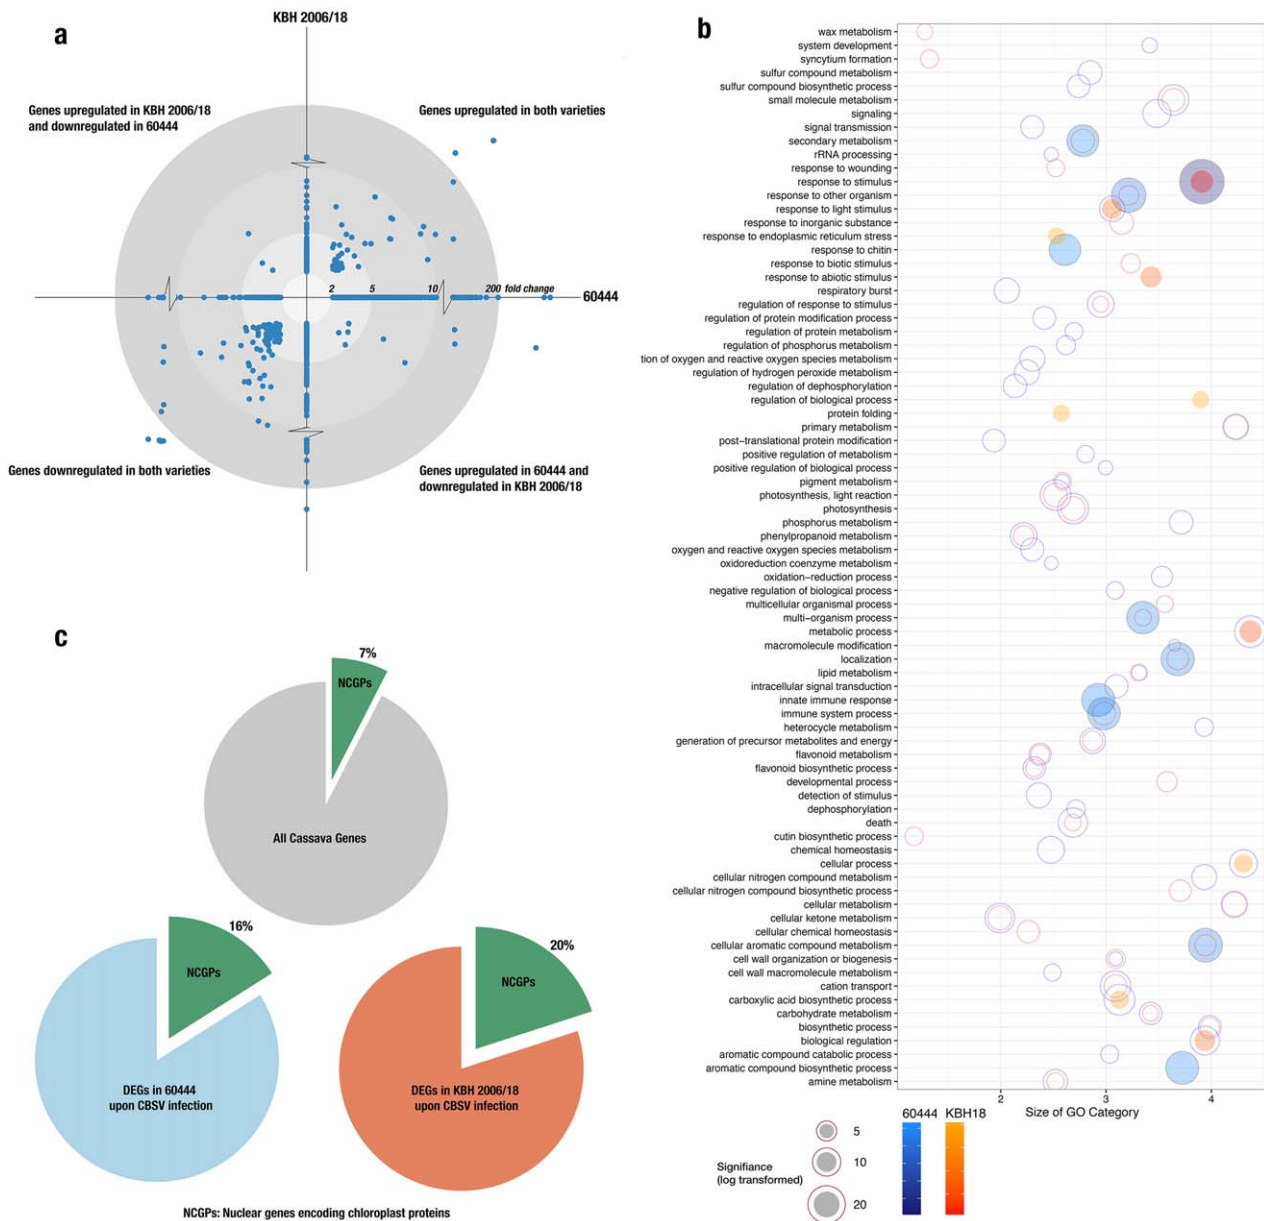 a
KBH 2006/18
Genes upregulated in KBH 2006/18
and downregulated in 60444
Genes upregulated in both varieties
2 5 10 200 fold change
60444
Genes downregulated in both varieties
Genes upregulated in 60444 and
downregulated in KBH 2006/18
b
wax metabolism
system development
syncytium formation
sulfur compound metabolism
sulfur compound biosynthetic process
small molecule metabolism
signaling
signal transmission
secondary metabolism
rRNA processing
response to wounding
response to stimulus
response to other organism
response to light stimulus
response to inorganic substance
response to endoplasmic reticulum stress
response to chitin
response to biotic stimulus
response to abiotic stimulus
respiratory burst
regulation of response to stimulus
regulation of protein modification process
regulation of protein metabolism
regulation of phosphorus metabolism
tion of oxygen and reactive oxygen species metabolism
regulation of hydrogen peroxide metabolism
regulation of dephosphorylation
regulation of biological process
protein folding
primary metabolism
post-translational protein modification
positive regulation of metabolism
positive regulation of biological process
pigment metabolism
photosynthesis, light reaction
photosynthesis
phosphorus metabolism
phenylpropanoid metabolism
oxygen and reactive oxygen species metabolism
oxidoreduction coenzyme metabolism
oxidation-reduction process
negative regulation of biological process
multicellular organismal process
multi-organism process
metabolic process
macromolecule modification
localization
lipid metabolism
intracellular signal transduction
innate immune response
immune system process
heterocycle metabolism
generation of precursor metabolites and energy
flavonoid metabolism
flavonoid biosynthetic process
developmental process
detection of stimulus
dephosphorylation
death
cutin biosynthetic process
chemical homeostasis
cellular process
cellular nitrogen compound metabolism
cellular nitrogen compound biosynthetic process
cellular metabolism
cellular ketone metabolism
cellular chemical homeostasis
cellular aromatic compound metabolism
cell wall organization or biogenesis
cell wall macromolecule metabolism
cation transport
carboxylic acid biosynthetic process
carbohydrate metabolism
biosynthetic process
biological regulation
aromatic compound catabolic process
aromatic compound biosynthetic process
amine metabolism
2 3 4
Size of GO Category
60444 KBH18
Signifiance
(log transformed)
5
10
20
c
7%
NCGPs
All Cassava Genes
16%
NCGPs
DEGs in 60444
upon CBSV infection
20%
NCGPs
DEGs in KBH 2006/18
upon CBSV infection
NCGPs: Nuclear genes encoding chloroplast proteins